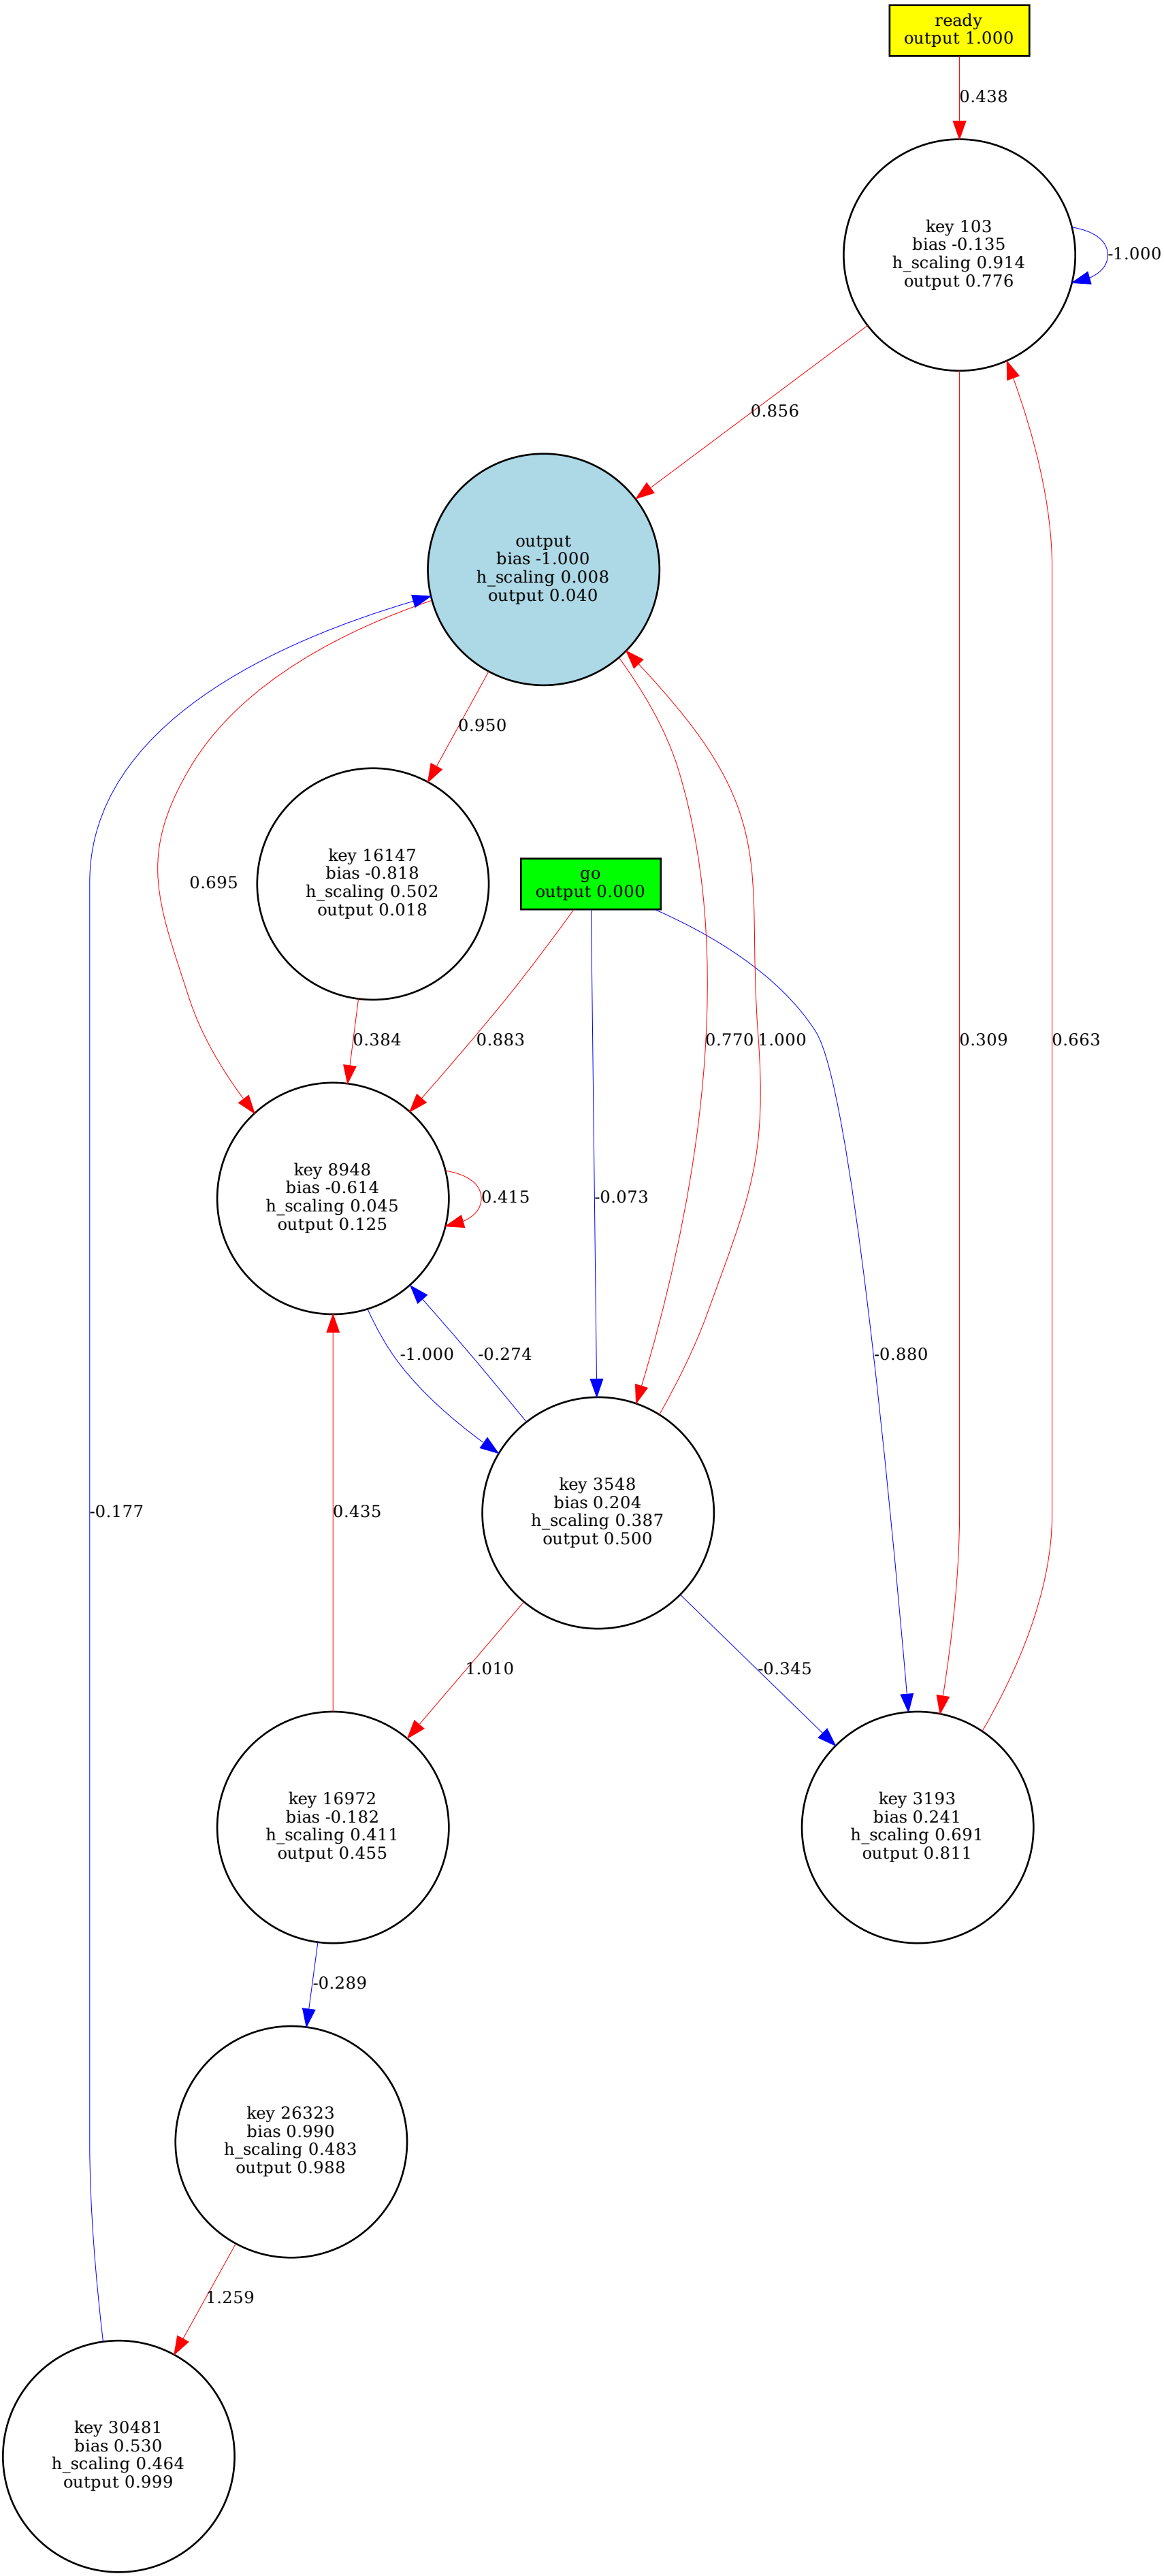 ready
output 1.000
0.438
key 103
bias -0.135
h_scaling 0.914
output 0.776
-1.000
0.856
output
bias -1.000
h_scaling 0.008
output 0.040
0.950
key 16147
bias -0.818
h_scaling 0.502
output 0.018
go
output 0.000
0.695
0.384
0.883
0.770
1.000
0.309
0.663
key 8948
bias -0.614
h_scaling 0.045
output 0.125
0.415
-0.073
-1.000
-0.274
-0.880
key 3548
bias 0.204
h_scaling 0.387
output 0.500
-0.177
0.435
1.010
-0.345
key 16972
bias -0.182
h_scaling 0.411
output 0.455
key 3193
bias 0.241
h_scaling 0.691
output 0.811
-0.289
key 26323
bias 0.990
h_scaling 0.483
output 0.988
1.259
key 30481
bias 0.530
h_scaling 0.464
output 0.999